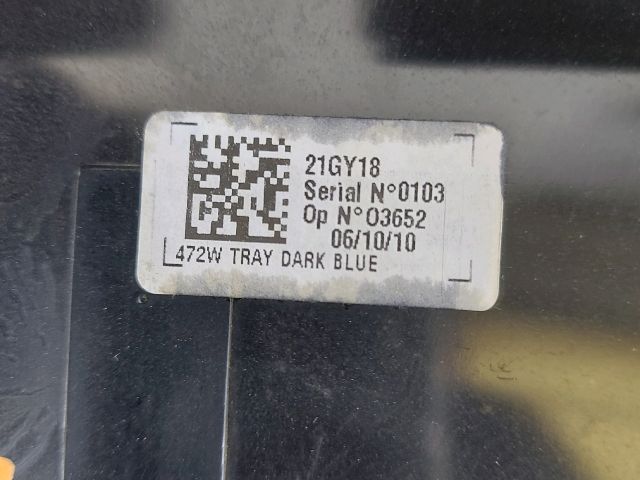 21GY18
Serial N°0103
Op N°03652
06/10/10
472W TRAY DARK BLUE